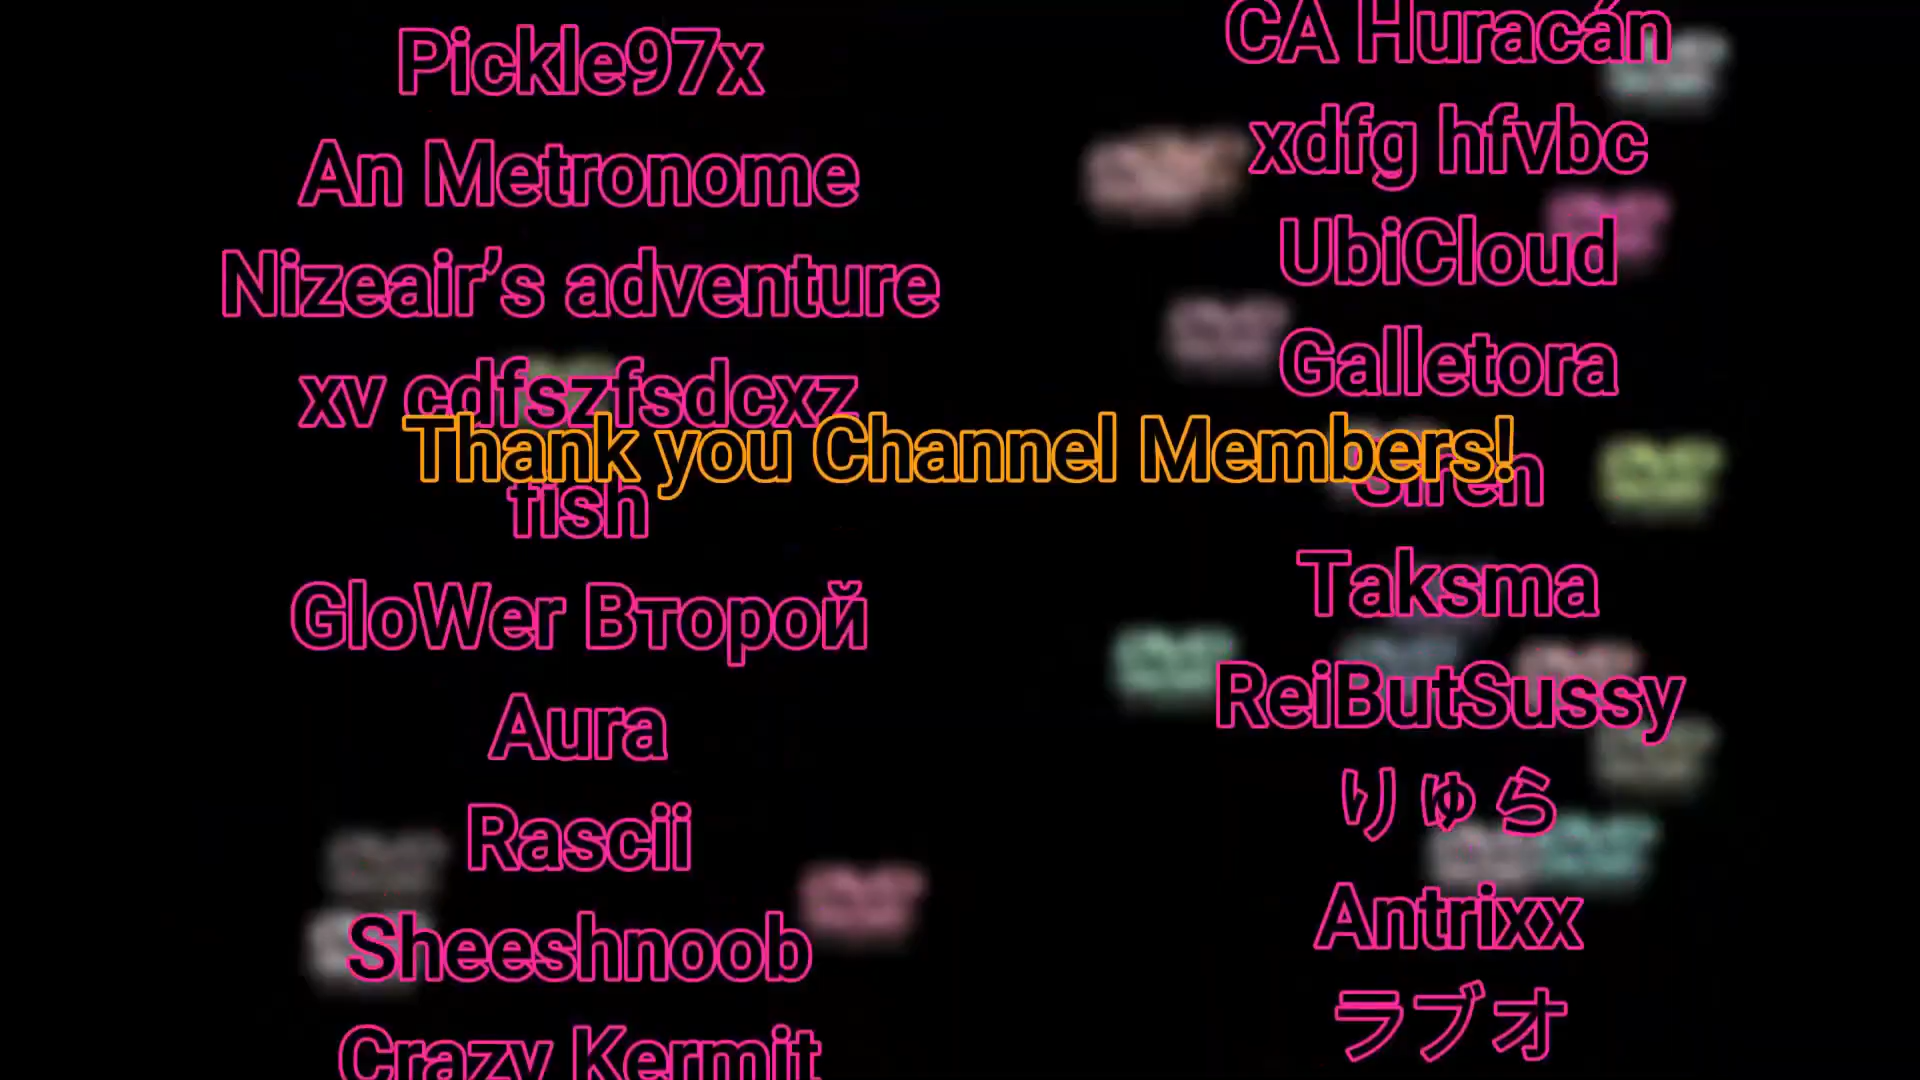 Pickle97x
An Metronome
Nizeair’s adventure
xv cdfszfsdcxz
fish
GloWer Второй
Aura
Rascii
Sheeshnoob
Crazy Kermit
Thank you Channel Members!
CA Huracán
xdfg hfvbc
UbiCloud
Galletora
Siren
Taksma
ReiButSussy
りゅら
Antrixx
ラブオ